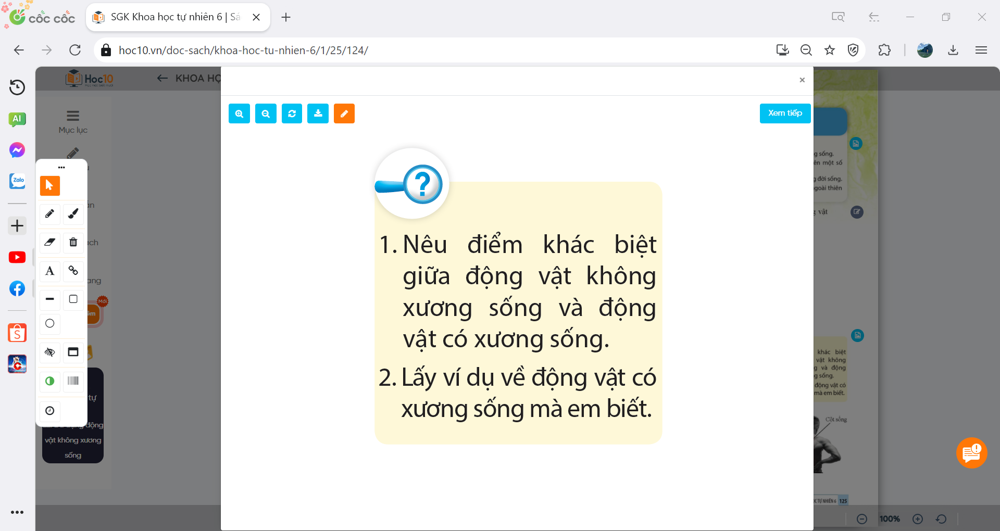 cốc cốc
SGK Khoa học tự nhiên 6 | Sá
hoc10.vn/doc-sach/khoa-hoc-tu-nhien-6/1/25/124/
Hoc10
KHOA HỌ
AI
Mục lục
Zalo
Xem tiếp
?
1. Nêu điểm khác biệt
giữa động vật không
xương sống và động
vật có xương sống.
2. Lấy ví dụ về động vật có
xương sống mà em biết.
ach
ang
Mới
êm
tự
động
vật không xương
sống
g sống.
ên một số
g đời sống.
goài thiên
g vật
khác biệt
vật không
g và động
g sống.
động vật có
mà em biết.
Cột sống
ỌC TỰ NHIÊN 6 125
100%